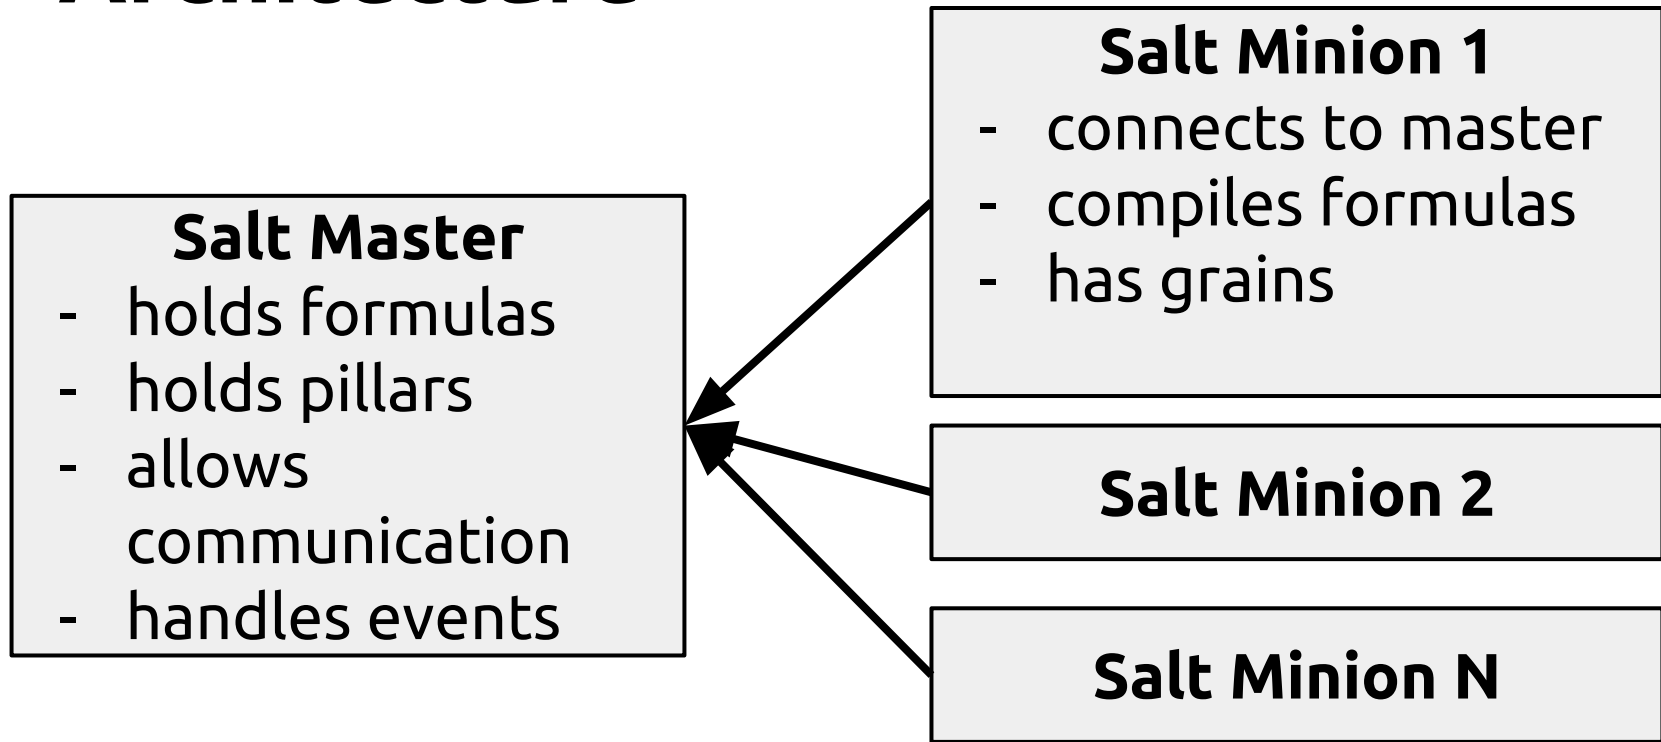 Architecture
Salt Master
- holds formulas
- holds pillars
- allows
communication
- handles events
Salt Minion 1
- connects to master
- compiles formulas
- has grains
Salt Minion 2
Salt Minion N